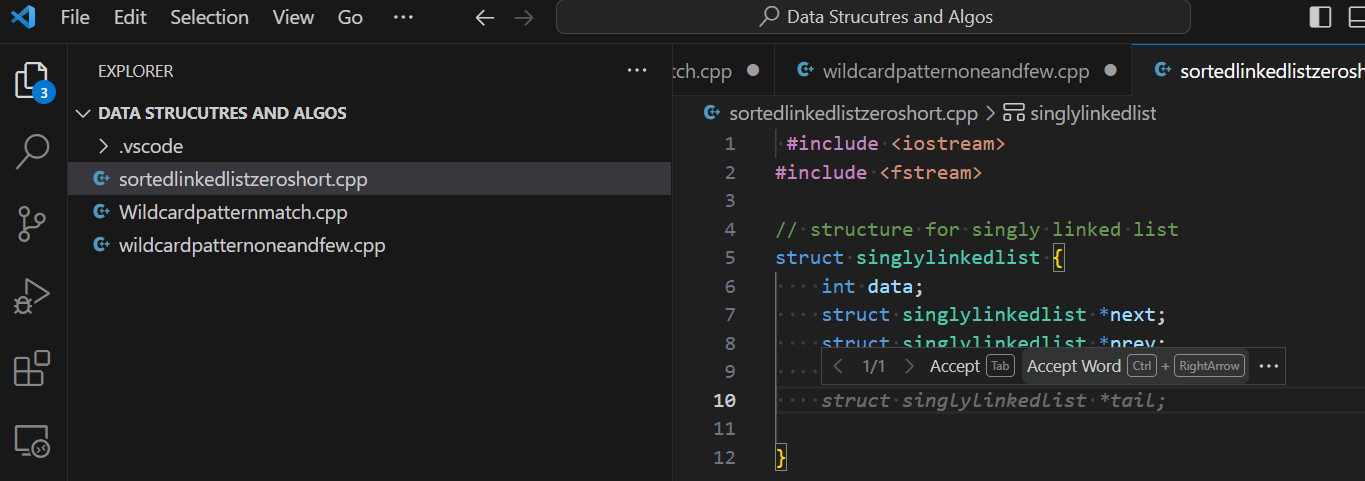 File Edit Selection View Go ··· Data Strucutres and Algos
EXPLORER ···
3
DATA STRUCUTRES AND ALGOS
.vscode
sortedlinkedlistzeroshort.cpp
Wildcardpatternmatch.cpp
wildcardpatternoneandfew.cpp
tch.cpp wildcardpatternoneandfew.cpp sortedlinkedlistzerosh
sortedlinkedlistzeroshort.cpp > singlylinkedlist
1 #include <iostream>
2 #include <fstream>
3
4 // structure for singly linked list
5 struct singlylinkedlist {
6 int data;
7 struct singlylinkedlist *next;
8 struct singlylinkedlist *prev;
9
< 1/1 > Accept Tab Accept Word Ctrl + RightArrow ···
10 struct singlylinkedlist *tail;
11
12 }